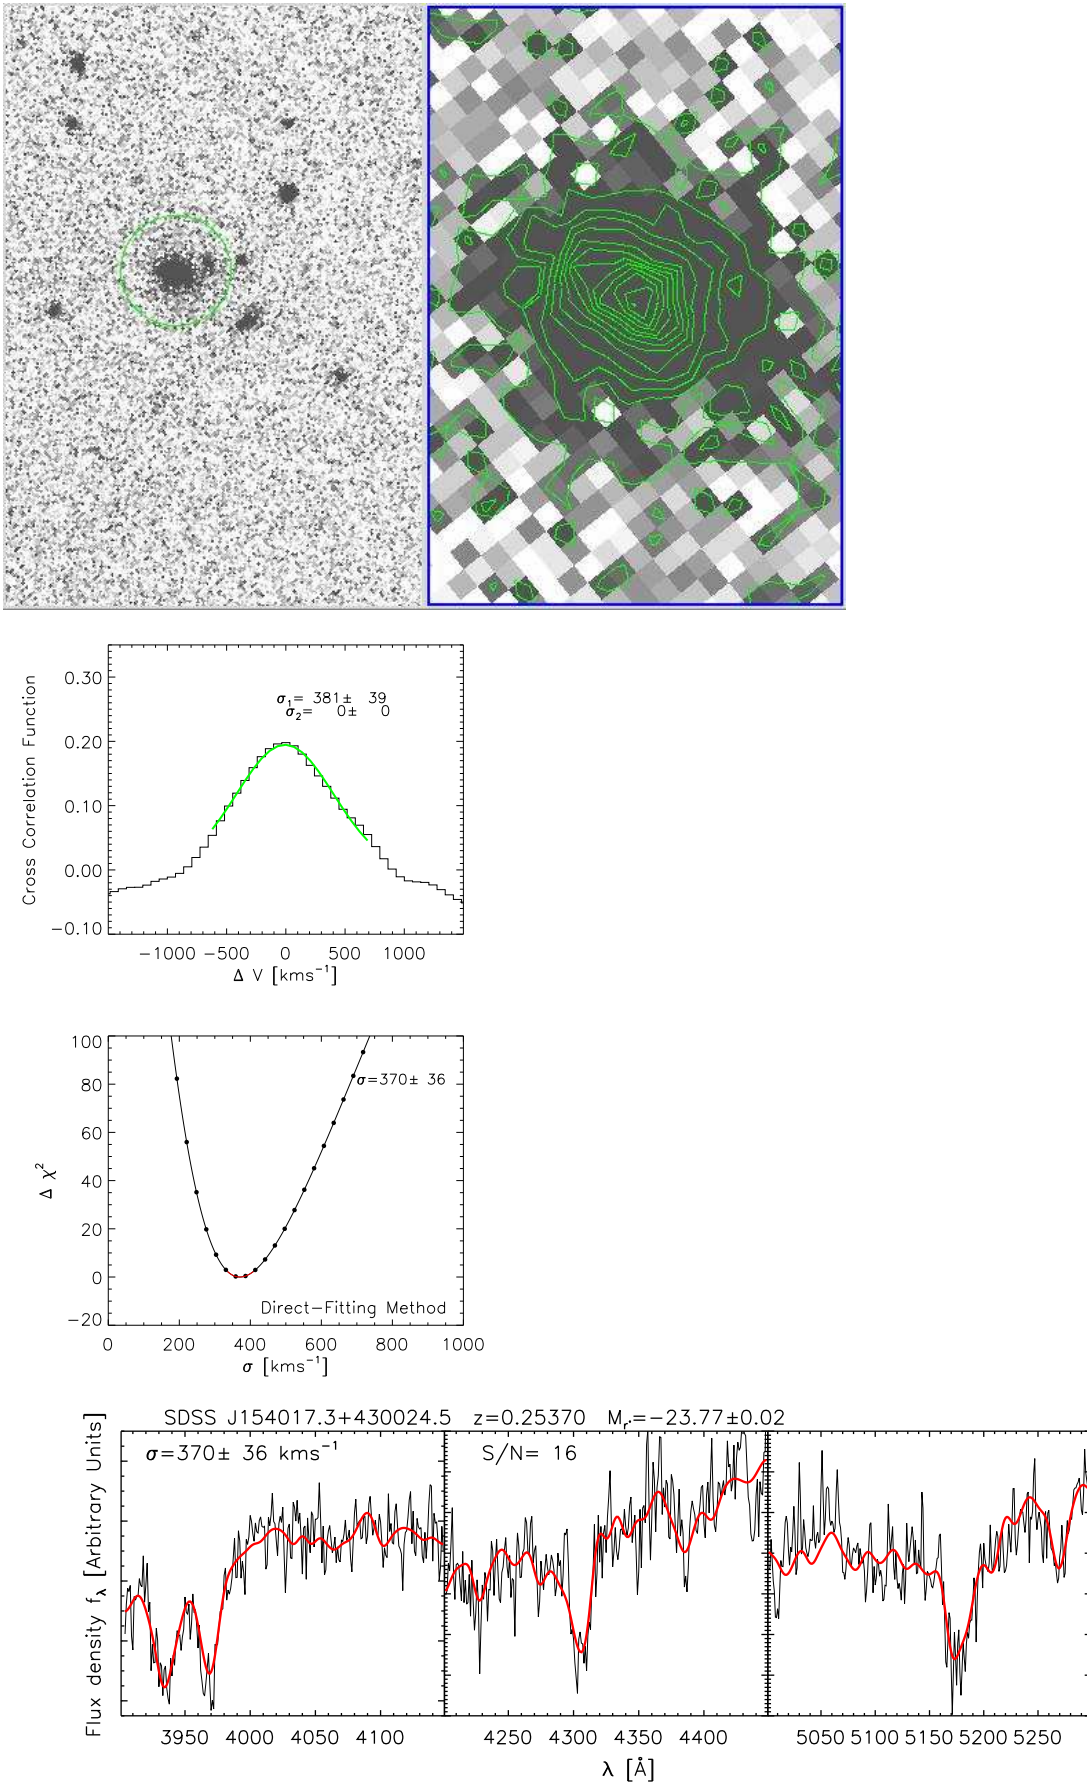 0.30
0.20
0.10
0.00
−0.10
Cross Correlation Function
σ₁= 381± 39
σ₂= 0± 0
−1000 −500 0 500 1000
Δ V [kms⁻¹]
100
80
60
40
20
0
−20
Δ χ²
σ=370± 36
Direct−Fitting Method
0 200 400 600 800 1000
σ [kms⁻¹]
SDSS J154017.3+430024.5 z=0.25370 Mᵣ·=−23.77±0.02
Flux density f_λ [Arbitrary Units]
σ=370± 36 kms⁻¹
S/N= 16
3950 4000 4050 4100 4250 4300 4350 4400 5050 5100 5150 5200 5250
λ [Å]